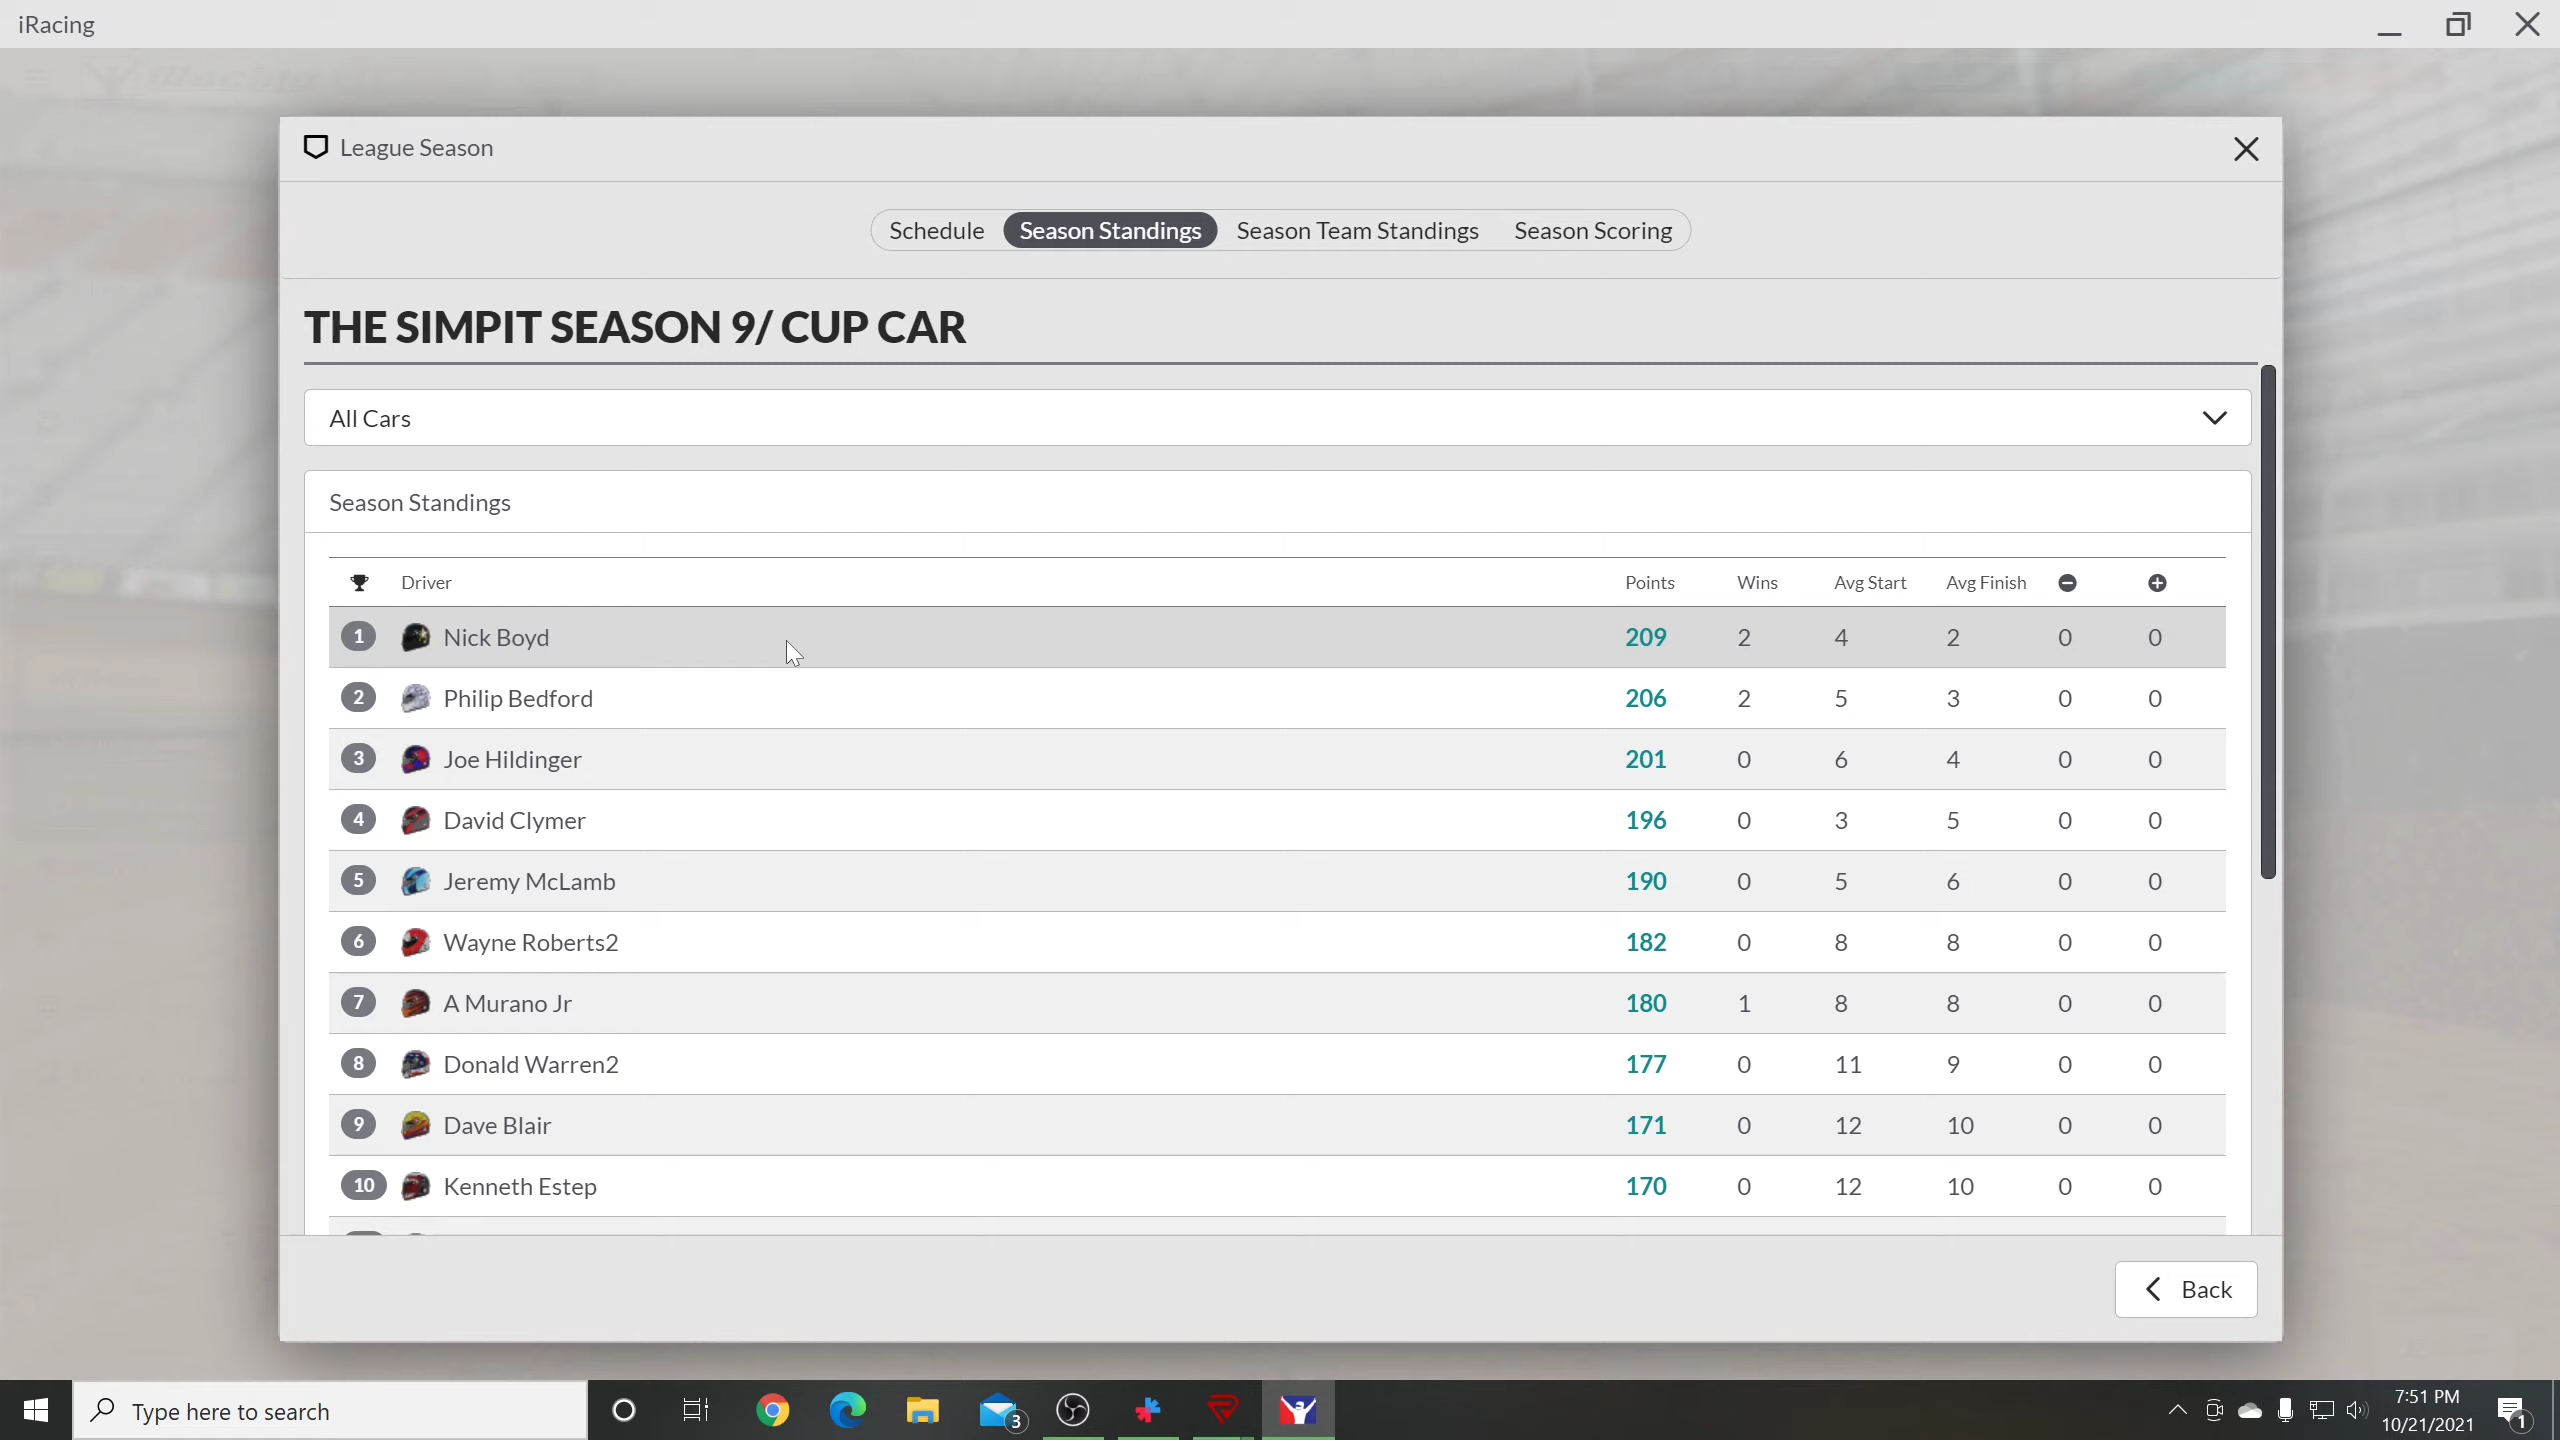 iRacing
League Season
Schedule Season Standings Season Team Standings Season Scoring
THE SIMPIT SEASON 9/ CUP CAR
All Cars
Season Standings
Driver Points Wins Avg Start Avg Finish
1 Nick Boyd 209 2 4 2 0 0
2 Philip Bedford 206 2 5 3 0 0
3 Joe Hildinger 201 0 6 4 0 0
4 David Clymer 196 0 3 5 0 0
5 Jeremy McLamb 190 0 5 6 0 0
6 Wayne Roberts2 182 0 8 8 0 0
7 A Murano Jr 180 1 8 8 0 0
8 Donald Warren2 177 0 11 9 0 0
9 Dave Blair 171 0 12 10 0 0
10 Kenneth Estep 170 0 12 10 0 0
Back
Type here to search
3
7:51 PM
10/21/2021
1